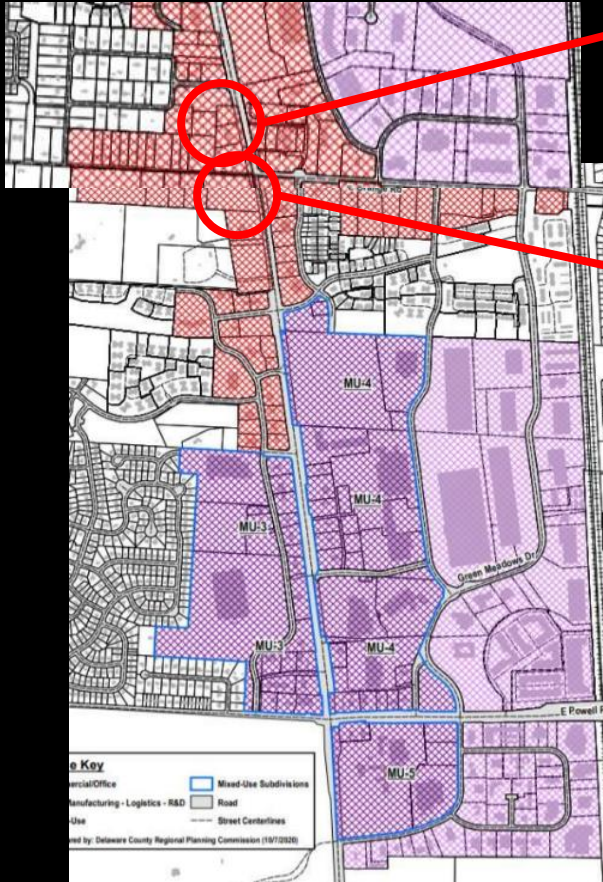 E Orange Rd
MU-4
MU-4
MU-3
Green Meadows Dr
MU-3
MU-4
E Powell R
MU-5
e Key
ercial/Office
Mixed-Use Subdivisions
Manufacturing - Logistics - R&D
Road
-Use
Street Centerlines
red by: Delaware County Regional Planning Commission (10/7/2020)